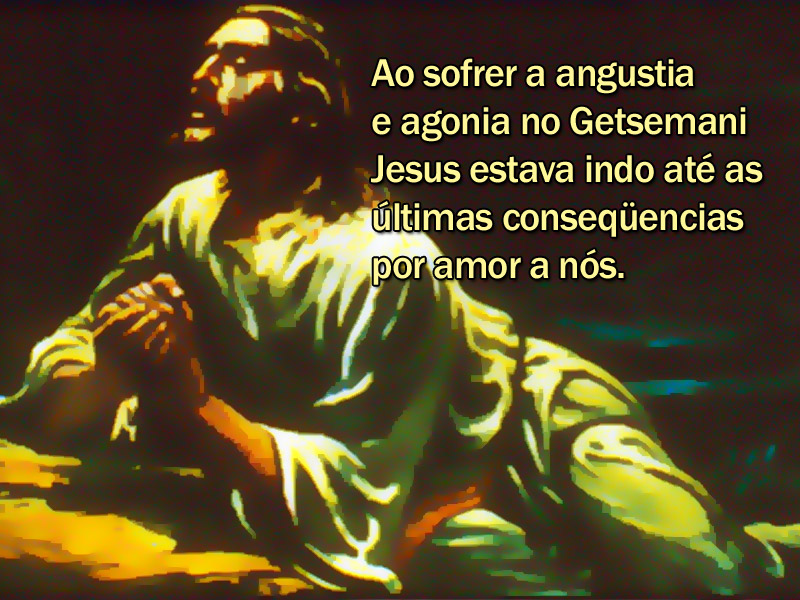 Ao sofrer a angustia
e agonia no Getsemani
Jesus estava indo até as
últimas conseqüencias
por amor a nós.